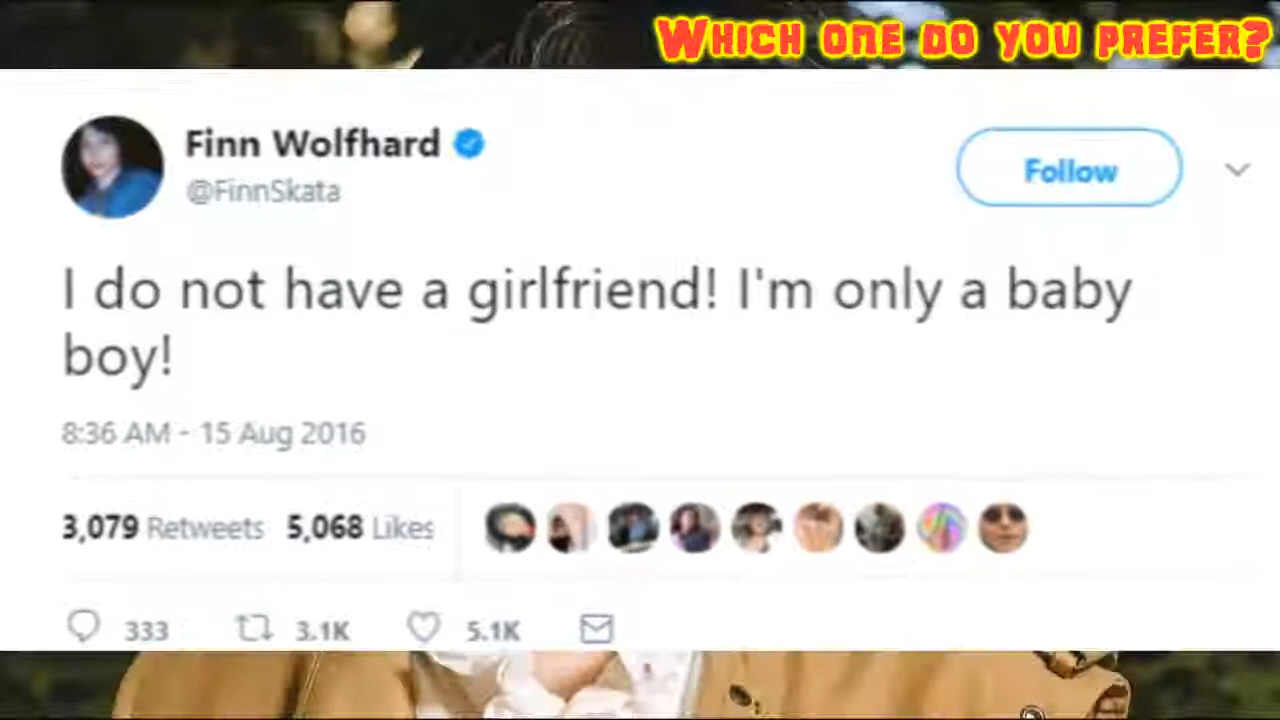 Which one do you prefer?
Finn Wolfhard
@FinnSkata
Follow
I do not have a girlfriend! I'm only a baby
boy!
8:36 AM - 15 Aug 2016
3,079 Retweets 5,068 Likes
333 3.1K 5.1K